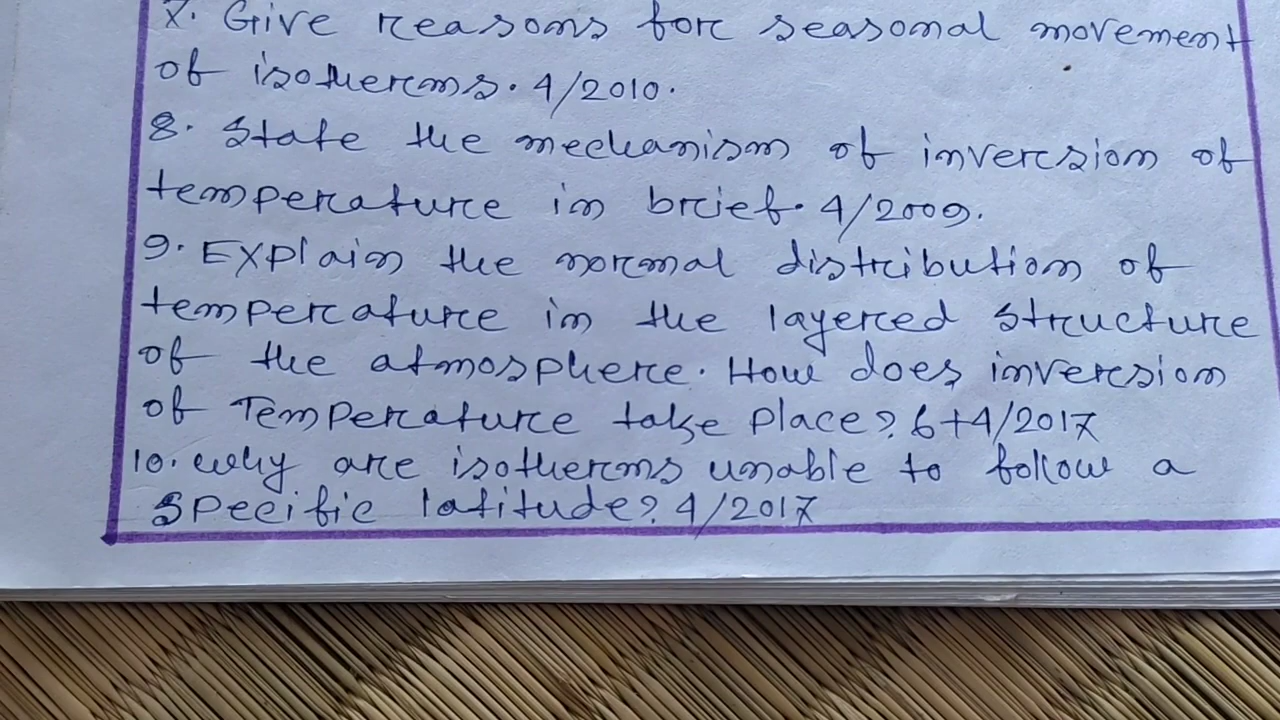 7. Give reasons for seasonal movement
of isotherms. 4/2010.
8. State the mechanism of inversion of
temperature in brief. 4/2009.
9. Explain the normal distribution of
temperature in the layered structure
of the atmosphere. How does inversion
of Temperature take place? 6+4/2017
10. Why are isotherms unable to follow a
specific latitude? 4/2017